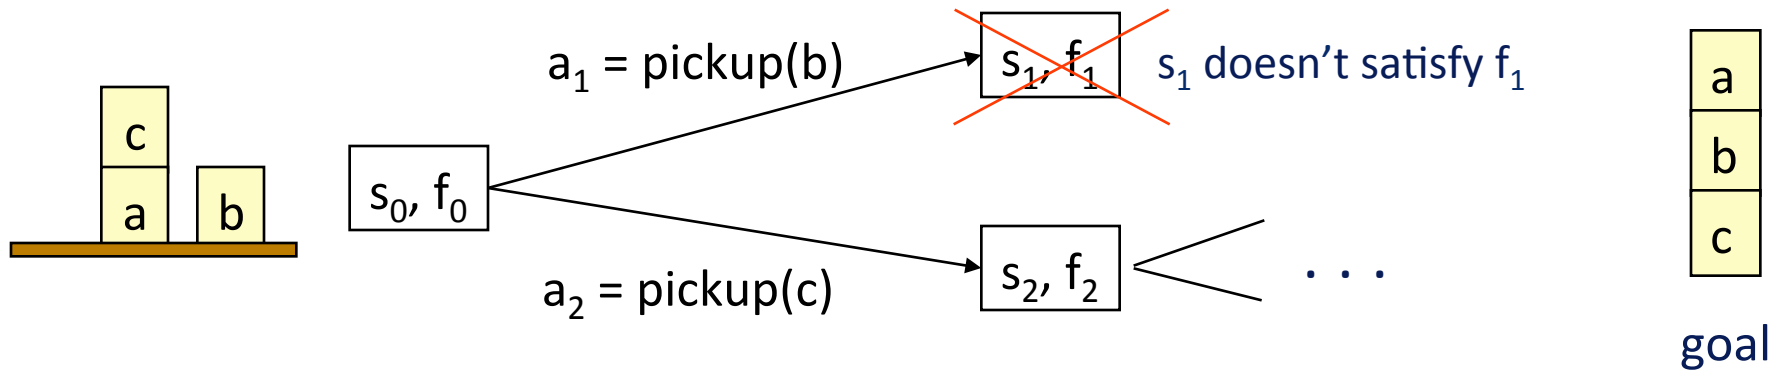 c
a
b
s₀, f₀
a₁ = pickup(b)
a₂ = pickup(c)
s₁, f₁
s₁ doesn’t satisfy f₁
s₂, f₂
. . .
a
b
c
goal